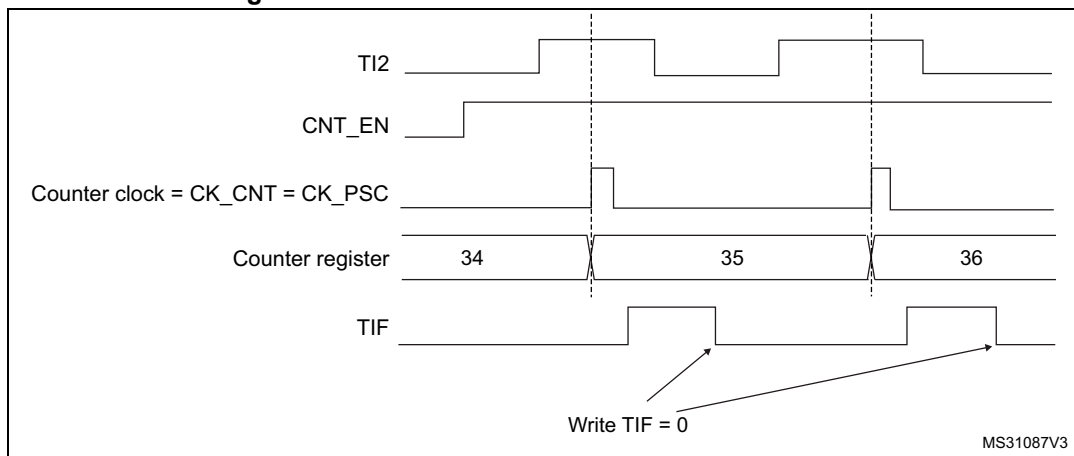 TI2
CNT_EN
Counter clock = CK_CNT = CK_PSC
Counter register 34 35 36
TIF
Write TIF = 0
MS31087V3